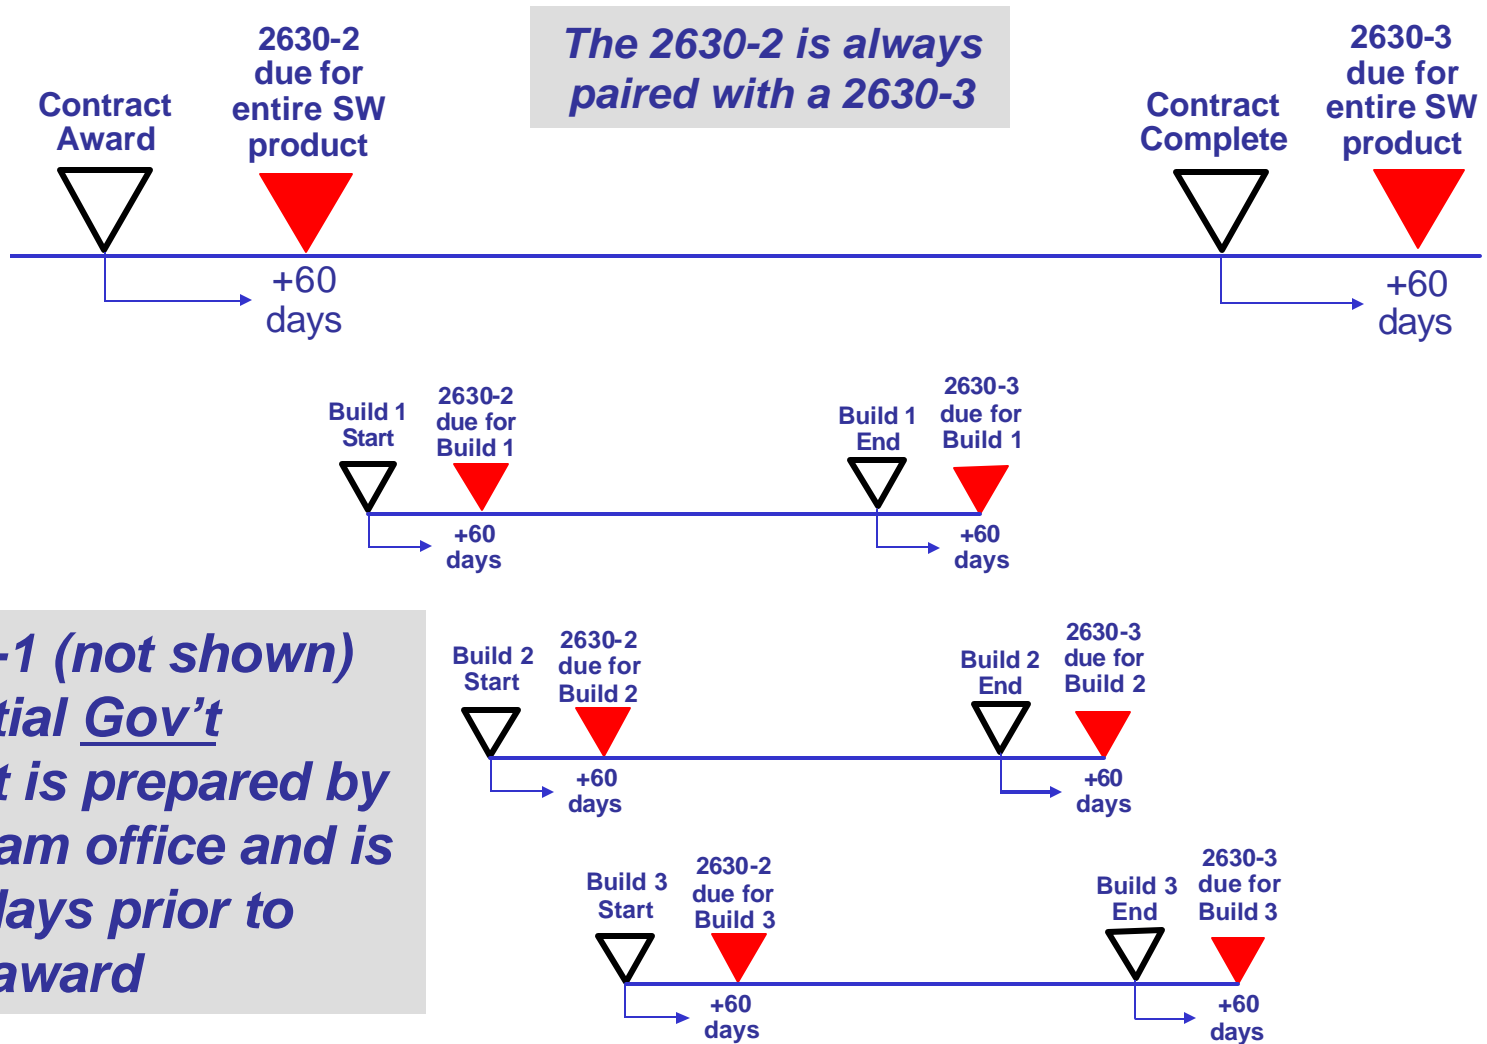 The 2630-2 is always
paired with a 2630-3
Contract
Award
2630-2
due for
entire SW
product
Contract
Complete
2630-3
due for
entire SW
product
+60
days
+60
days
Build 1
Start
2630-2
due for
Build 1
Build 1
End
2630-3
due for
Build 1
+60
days
+60
days
-1 (not shown)
tial Gov't
t is prepared by
am office and is
lays prior to
award
Build 2
Start
2630-2
due for
Build 2
Build 2
End
2630-3
due for
Build 2
+60
days
+60
days
Build 3
Start
2630-2
due for
Build 3
Build 3
End
2630-3
due for
Build 3
+60
days
+60
days